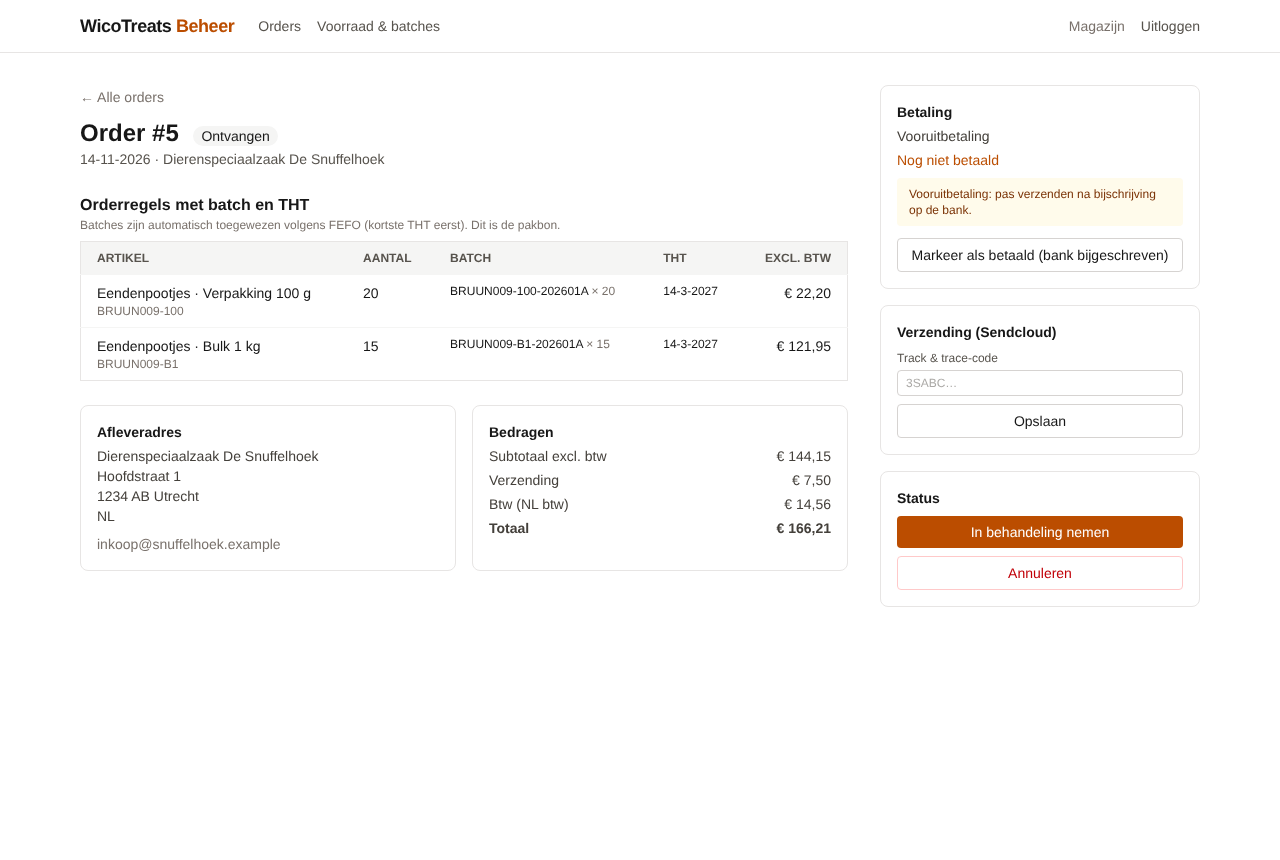 WicoTreats Beheer Orders Voorraad & batches Magazijn Uitloggen
← Alle orders
Order #5 Ontvangen
14-11-2026 · Dierenspeciaalzaak De Snuffelhoek
Orderregels met batch en THT
Batches zijn automatisch toegewezen volgens FEFO (kortste THT eerst). Dit is de pakbon.
ARTIKEL AANTAL BATCH THT EXCL. BTW
Eendenpootjes · Verpakking 100 g 20 BRUUN009-100-202601A × 20 14-3-2027 € 22,20
BRUUN009-100
Eendenpootjes · Bulk 1 kg 15 BRUUN009-B1-202601A × 15 14-3-2027 € 121,95
BRUUN009-B1
Afleveradres
Dierenspeciaalzaak De Snuffelhoek
Hoofdstraat 1
1234 AB Utrecht
NL
inkoop@snuffelhoek.example
Bedragen
Subtotaal excl. btw € 144,15
Verzending € 7,50
Btw (NL btw) € 14,56
Totaal € 166,21
Betaling
Vooruitbetaling
Nog niet betaald
Vooruitbetaling: pas verzenden na bijschrijving
op de bank.
Markeer als betaald (bank bijgeschreven)
Verzending (Sendcloud)
Track & trace-code
3SABC…
Opslaan
Status
In behandeling nemen
Annuleren